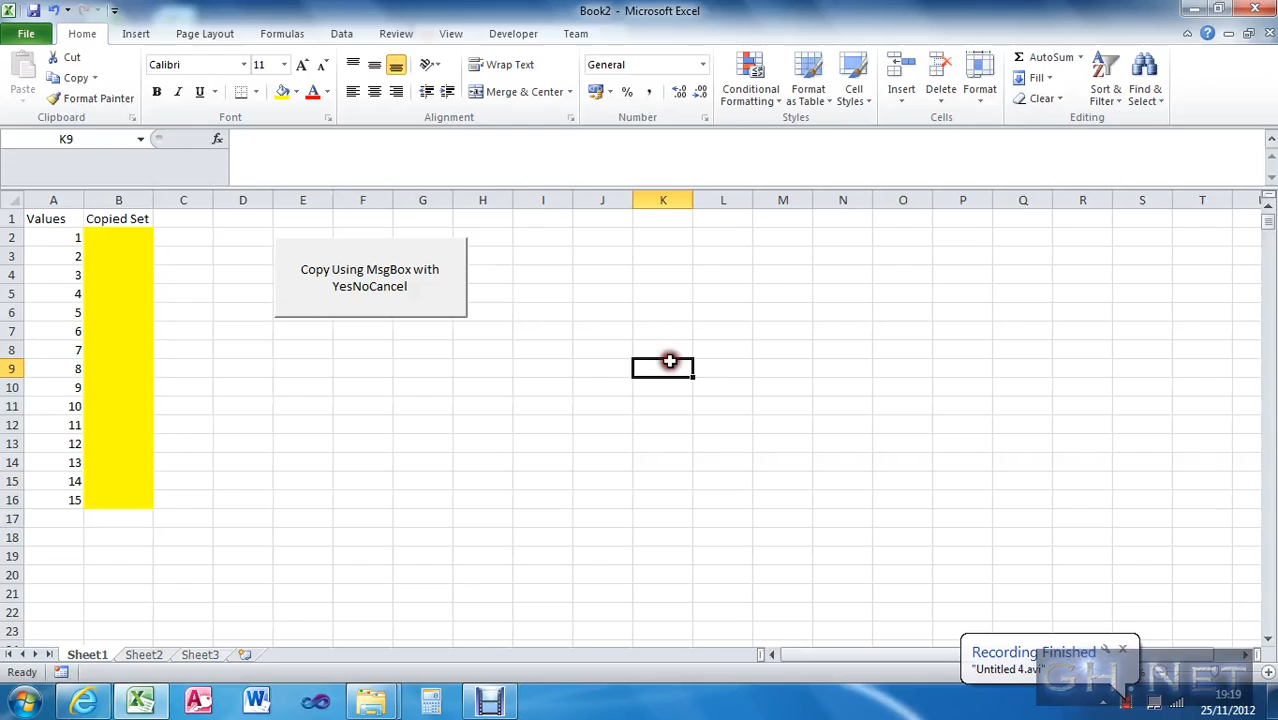 Book2 - Microsoft Excel
File Home Insert Page Layout Formulas Data Review View Developer Team
Paste
Cut
Copy
Format Painter
Clipboard
Calibri 11
A A
B I U
A
Font
Wrap Text
Merge & Center
Alignment
General
%
Number
Conditional Formatting
Format as Table
Cell Styles
Styles
Insert
Delete
Format
Cells
AutoSum
Fill
Clear
Sort & Filter
Find & Select
Editing
K9 fx
A B C D E F G H I J K L M N O P Q R S T
1 Values Copied Set
2 1
3 2
4 3
5 4
6 5
7 6
8 7
9 8
10 9
11 10
12 11
13 12
14 13
15 14
16 15
17
18
19
20
21
22
23
Copy Using MsgBox with
YesNoCancel
Sheet1 Sheet2 Sheet3
Ready
Recording Finished
"Untitled 4.avi"
GH.NET
19:19
25/11/2012